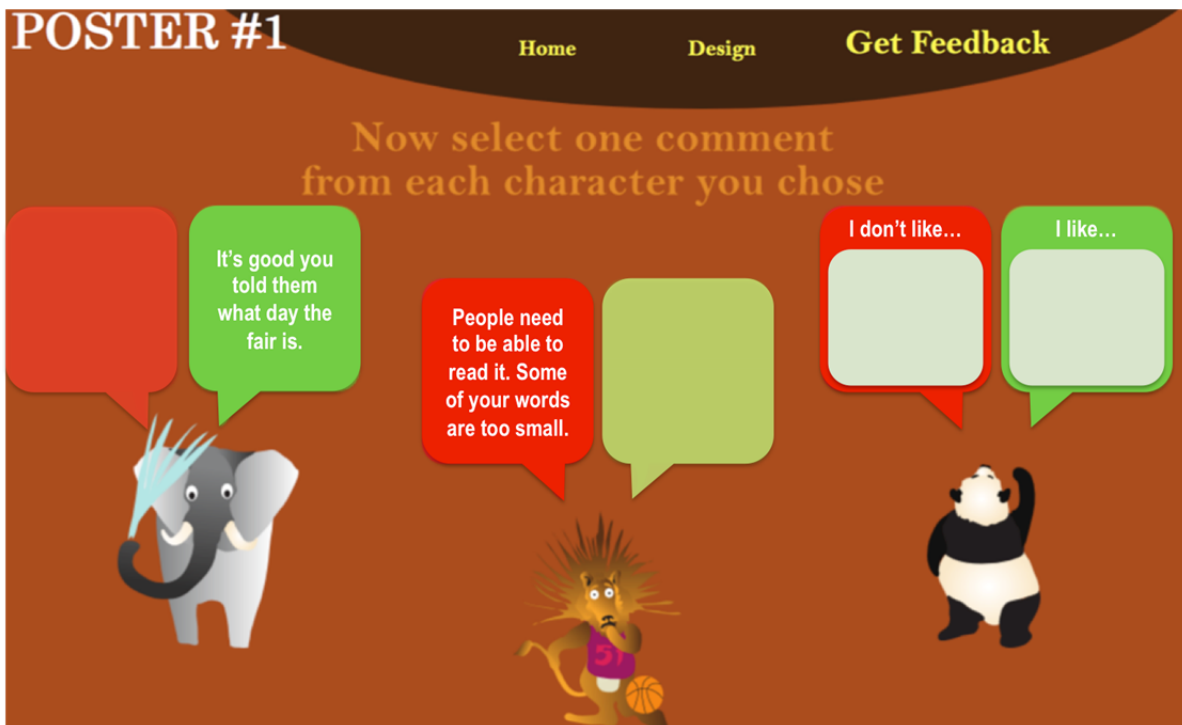 POSTER #1
Home
Design
Get Feedback
Now select one comment
from each character you chose
It's good you
told them
what day the
fair is.
People need
to be able to
read it. Some
of your words
are too small.
I don't like…
I like…
51